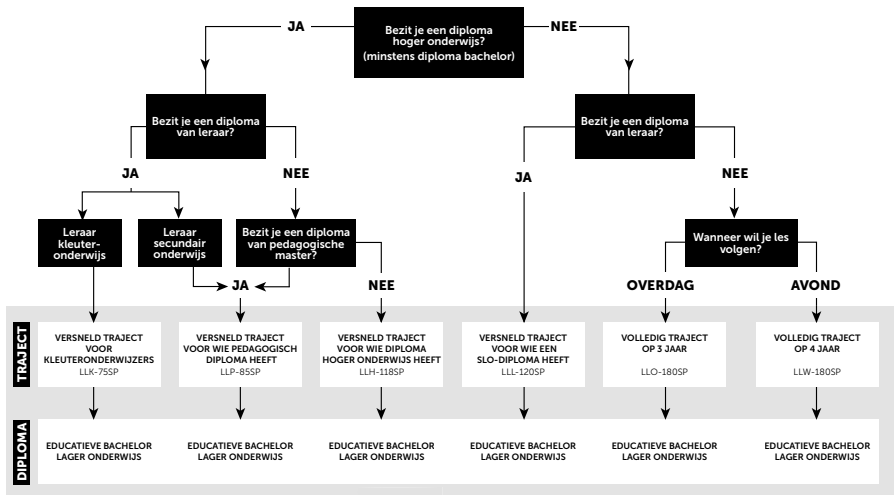 JA
Bezit je een diploma
hoger onderwijs?
(minstens diploma bachelor)
NEE
Bezit je een diploma
van leraar?
Bezit je een diploma
van leraar?
JA
NEE
JA
NEE
Leraar
kleuter-
onderwijs
Leraar
secundair
onderwijs
Bezit je een diploma
van pedagogische
master?
Wanneer wil je les
volgen?
JA
NEE
OVERDAG
AVOND
TRAJECT
VERSNELD TRAJECT
VOOR
KLEUTERONDERWIJZERS
LLK-75SP
VERSNELD TRAJECT
VOOR WIE PEDAGOGISCH
DIPLOMA HEEFT
LLP-85SP
VERSNELD TRAJECT
VOOR WIE DIPLOMA
HOGER ONDERWIJS HEEFT
LLH-118SP
VERSNELD TRAJECT
VOOR WIE EEN
SLO-DIPLOMA HEEFT
LLL-120SP
VOLLEDIG TRAJECT
OP 3 JAAR
LLO-180SP
VOLLEDIG TRAJECT
OP 4 JAAR
LLW-180SP
DIPLOMA
EDUCATIEVE BACHELOR
LAGER ONDERWIJS
EDUCATIEVE BACHELOR
LAGER ONDERWIJS
EDUCATIEVE BACHELOR
LAGER ONDERWIJS
EDUCATIEVE BACHELOR
LAGER ONDERWIJS
EDUCATIEVE BACHELOR
LAGER ONDERWIJS
EDUCATIEVE BACHELOR
LAGER ONDERWIJS